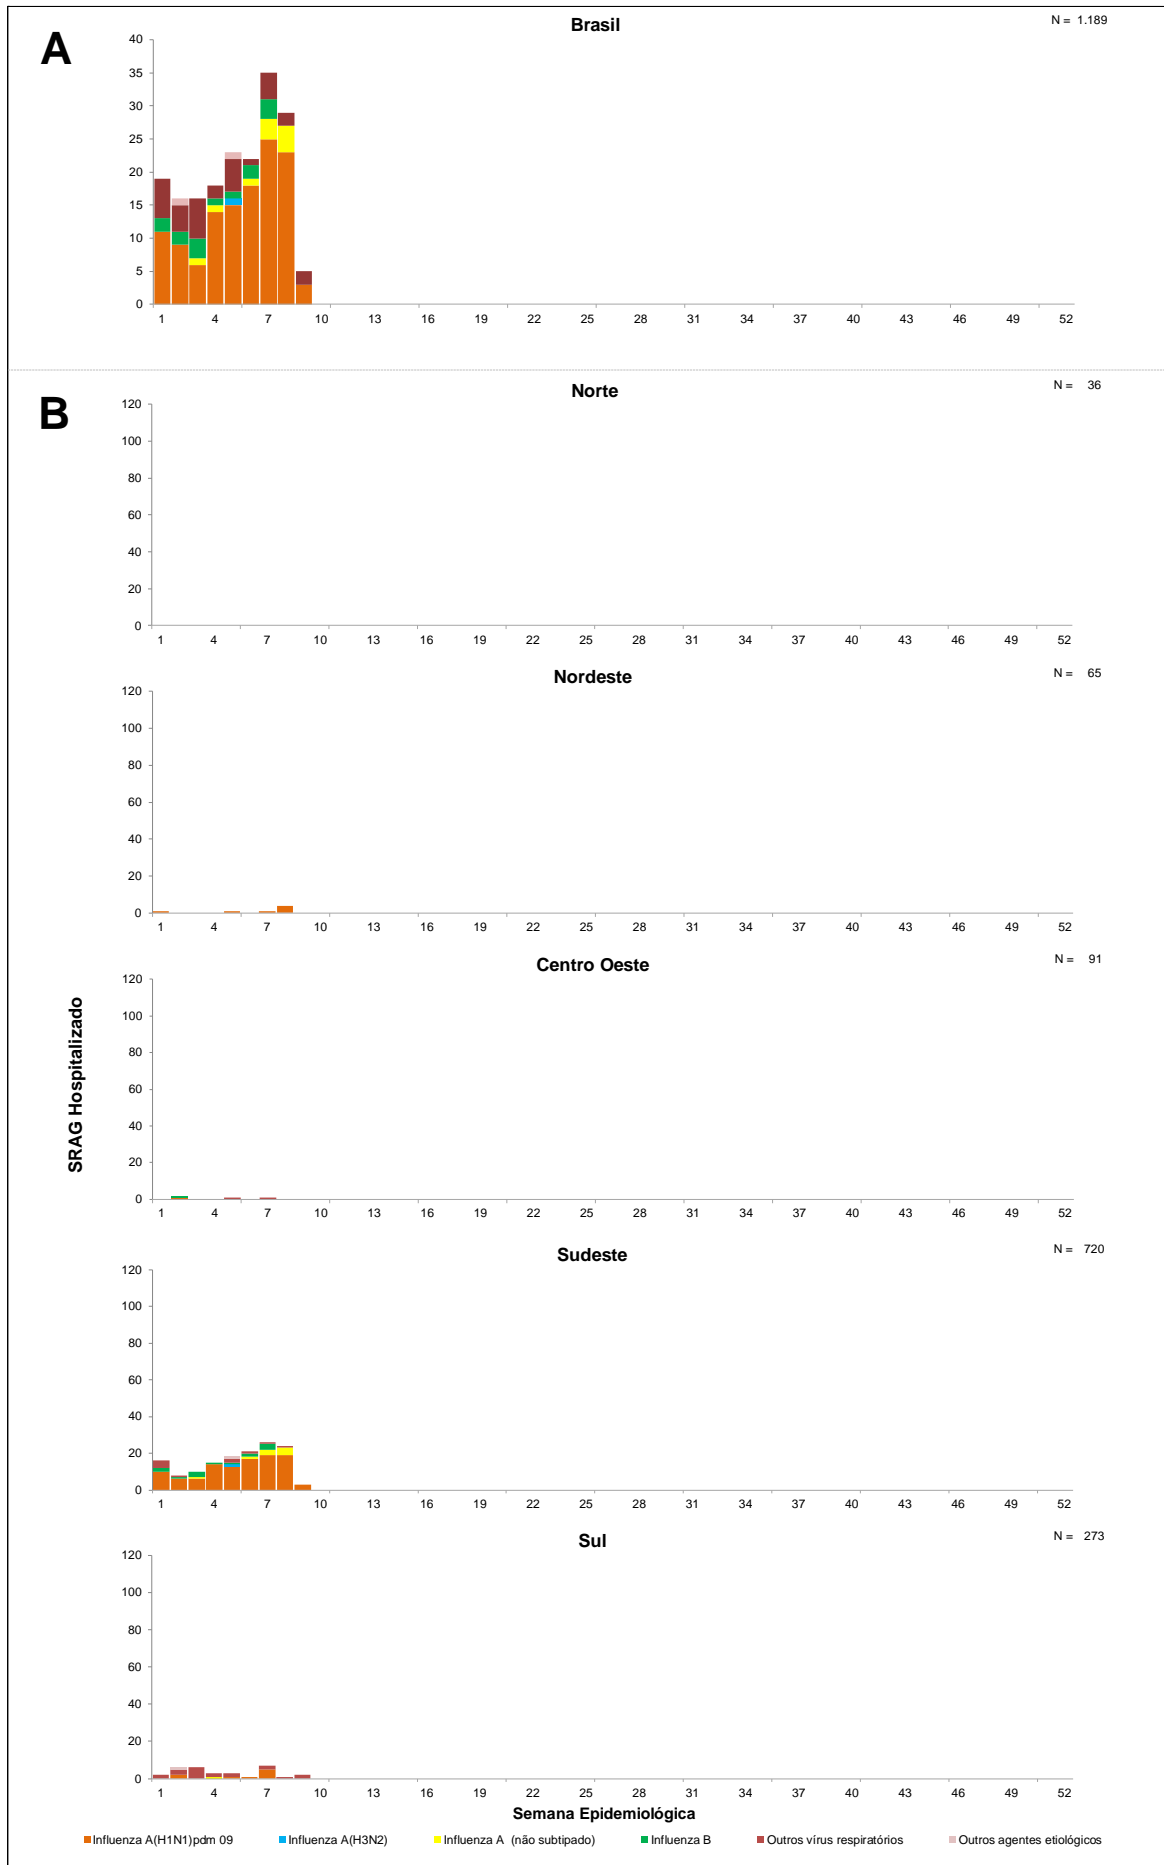 A
Brasil
N = 1.189
40
35
30
25
20
15
10
5
0
1 4 7 10 13 16 19 22 25 28 31 34 37 40 43 46 49 52
B
Norte
N = 36
120
100
80
60
40
20
0
1 4 7 10 13 16 19 22 25 28 31 34 37 40 43 46 49 52
Nordeste
N = 65
120
100
80
60
40
20
0
1 4 7 10 13 16 19 22 25 28 31 34 37 40 43 46 49 52
Centro Oeste
N = 91
120
100
80
60
40
20
0
1 4 7 10 13 16 19 22 25 28 31 34 37 40 43 46 49 52
SRAG Hospitalizado
Sudeste
N = 720
120
100
80
60
40
20
0
1 4 7 10 13 16 19 22 25 28 31 34 37 40 43 46 49 52
Sul
N = 273
120
100
80
60
40
20
0
1 4 7 10 13 16 19 22 25 28 31 34 37 40 43 46 49 52
Semana Epidemiológica
Influenza A(H1N1)pdm 09 Influenza A(H3N2) Influenza A (não subtipado) Influenza B Outros vírus respiratórios Outros agentes etiológicos